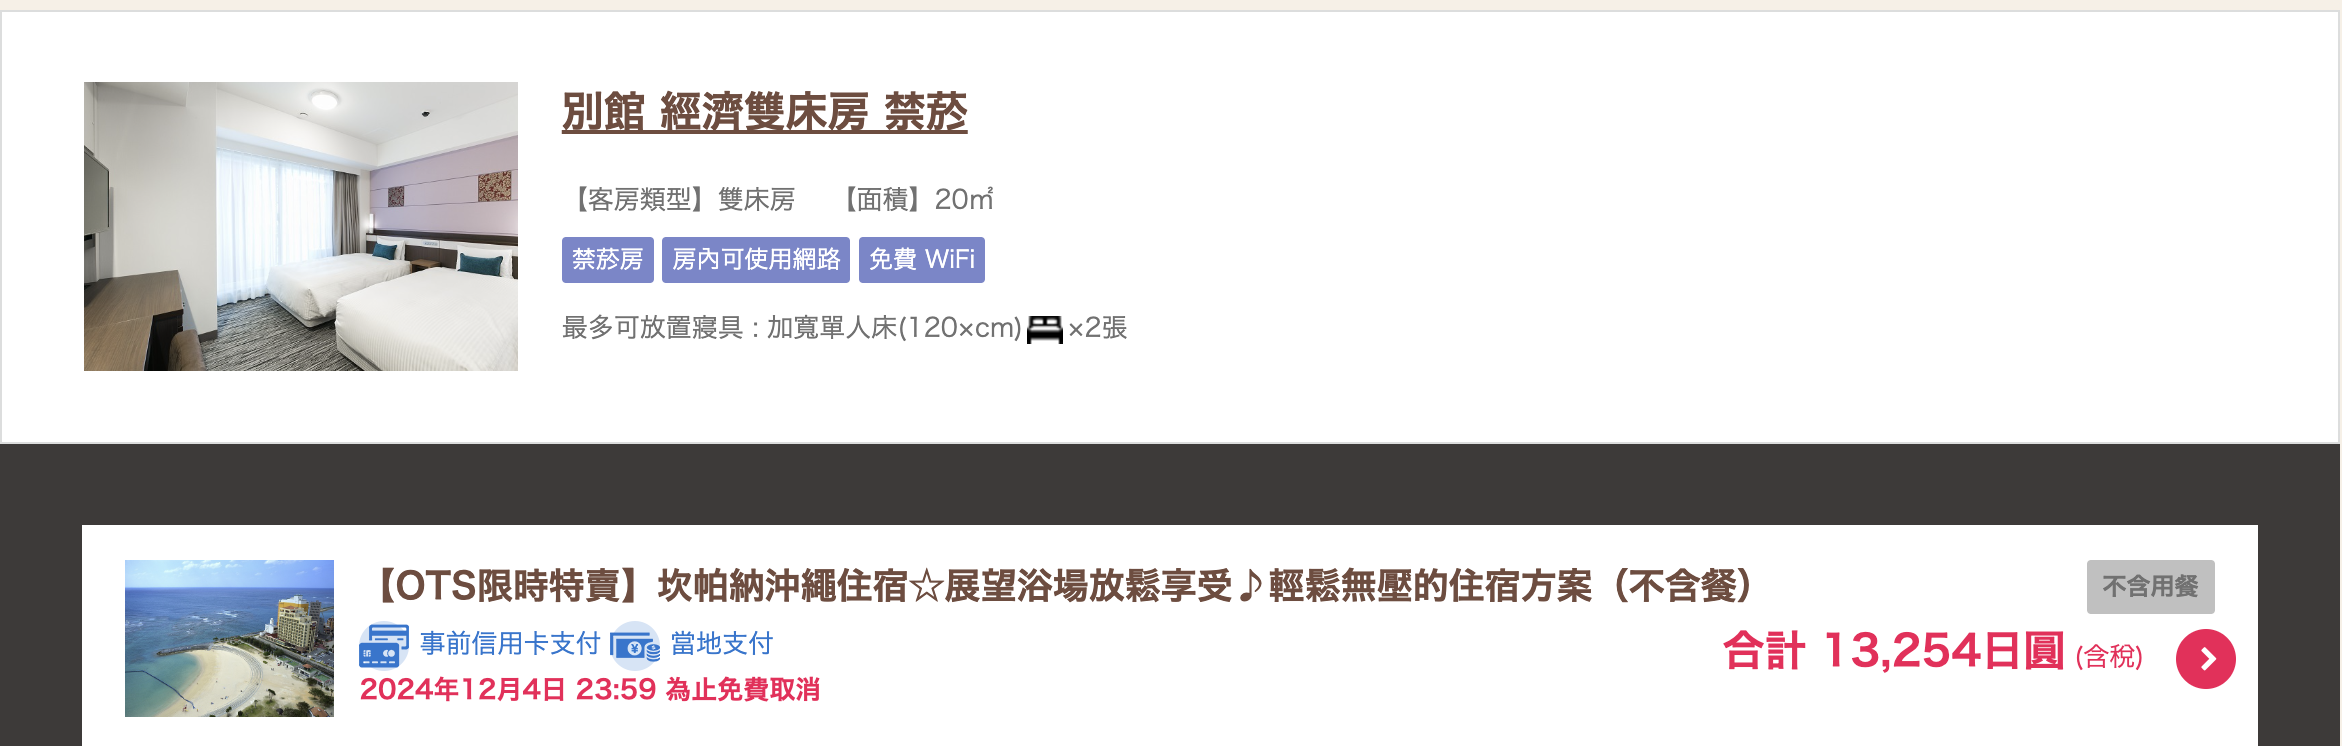 別館 經濟雙床房 禁菸
【客房類型】雙床房 【面積】20㎡
禁菸房 房內可使用網路 免費 WiFi
最多可放置寢具 : 加寬單人床(120×cm) ×2張
【OTS限時特賣】坎帕納沖繩住宿☆展望浴場放鬆享受♪輕鬆無壓的住宿方案（不含餐）
不含用餐
事前信用卡支付 當地支付
合計 13,254日圓 (含稅)
2024年12月4日 23:59 為止免費取消